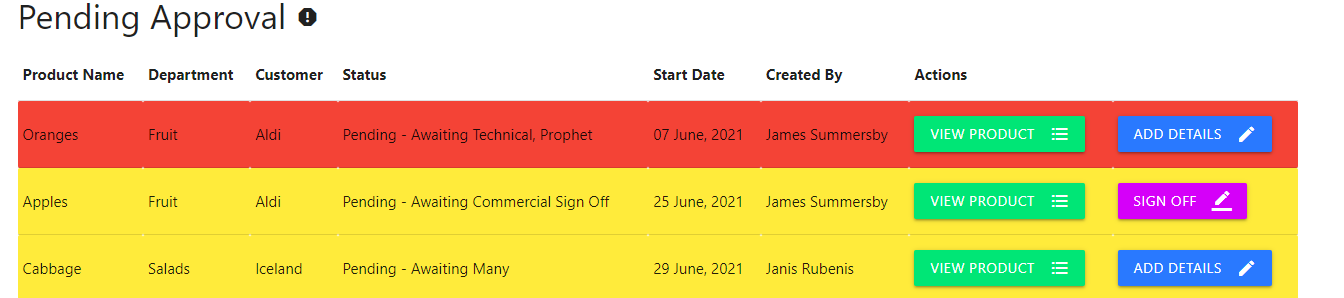 Pending Approval
Product Name Department Customer Status Start Date Created By Actions
Oranges Fruit Aldi Pending - Awaiting Technical, Prophet 07 June, 2021 James Summersby VIEW PRODUCT ADD DETAILS
Apples Fruit Aldi Pending - Awaiting Commercial Sign Off 25 June, 2021 James Summersby VIEW PRODUCT SIGN OFF
Cabbage Salads Iceland Pending - Awaiting Many 29 June, 2021 Janis Rubenis VIEW PRODUCT ADD DETAILS